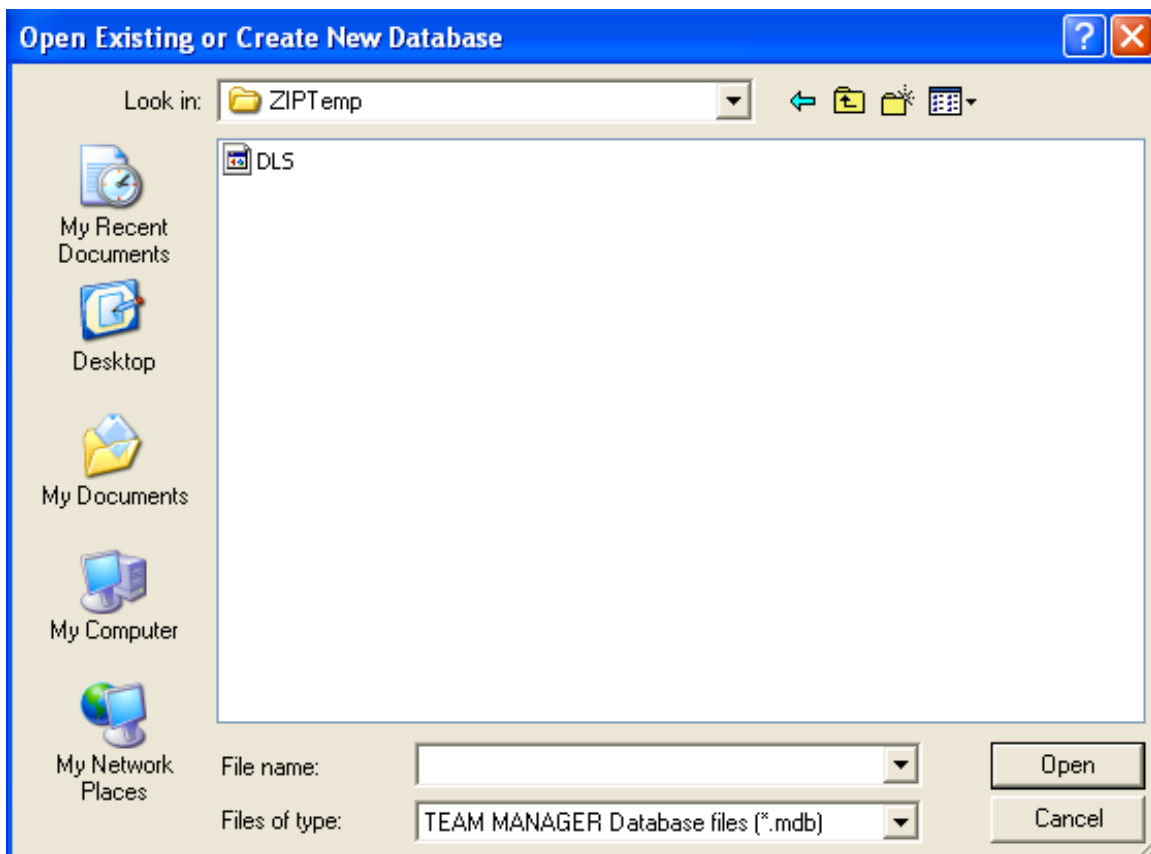 Open Existing or Create New Database
Look in:
ZIPTemp
DLS
My Recent
Documents
Desktop
My Documents
My Computer
My Network
Places
File name:
Open
Files of type:
TEAM MANAGER Database files (*.mdb)
Cancel